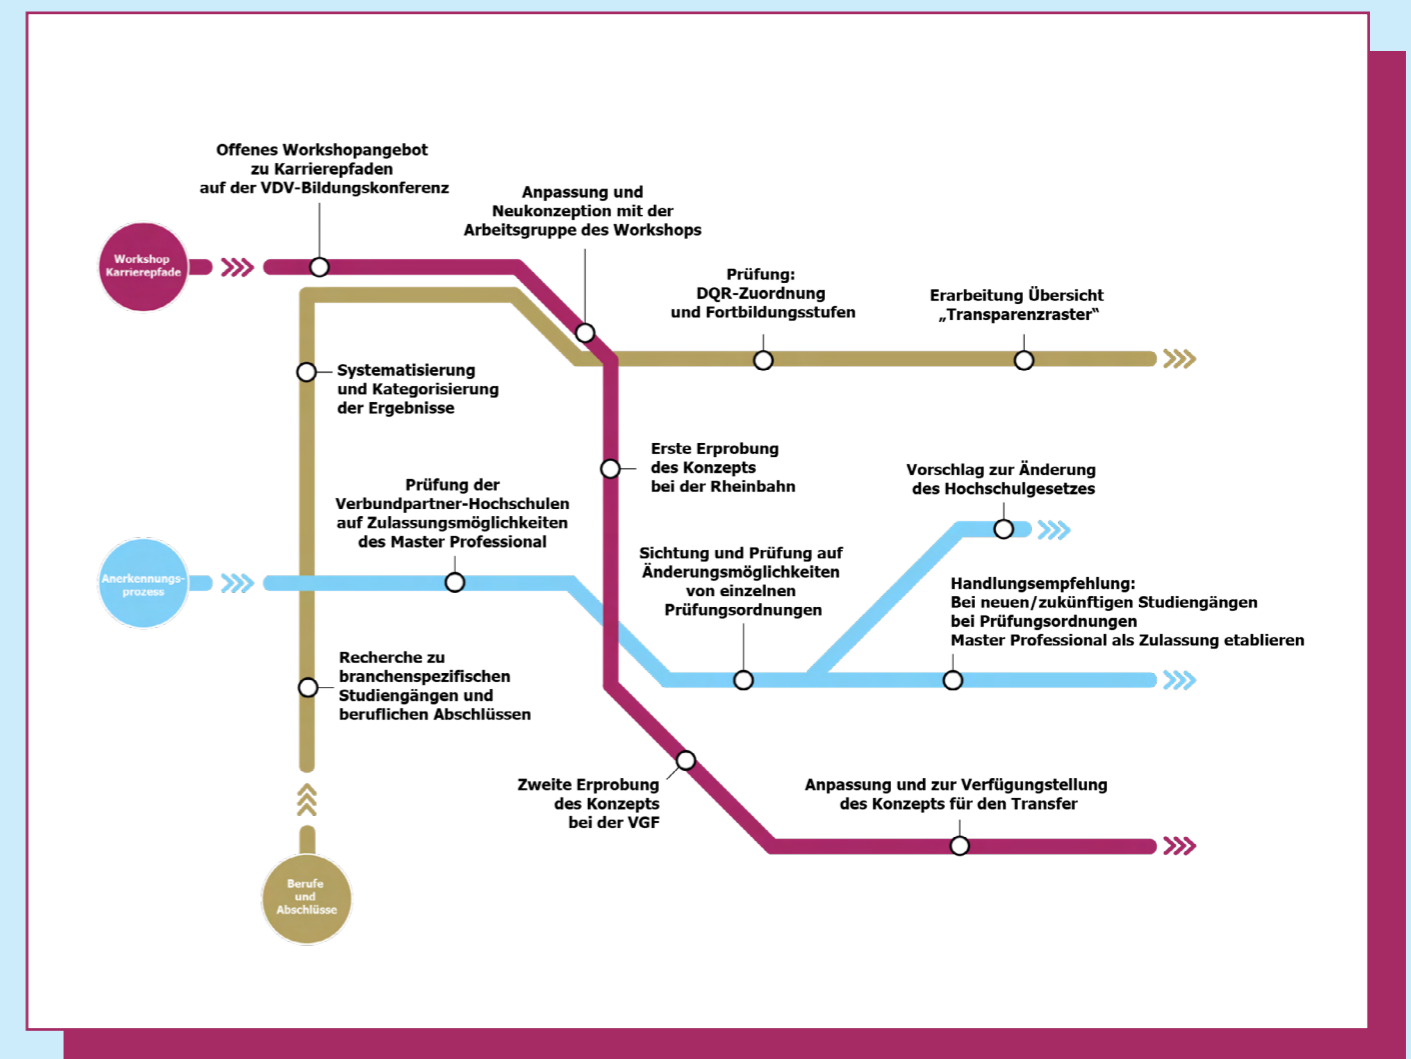 Offenes Workshopangebot
zu Karrierepfaden
auf der VDV-Bildungskonferenz
Anpassung und
Neukonzeption mit der
Arbeitsgruppe des Workshops
Workshop
Karrierepfade
Prüfung:
DQR-Zuordnung
und Fortbildungsstufen
Erarbeitung Übersicht
„Transparenzraster“
Systematisierung
und Kategorisierung
der Ergebnisse
Erste Erprobung
des Konzepts
bei der Rheinbahn
Vorschlag zur Änderung
des Hochschulgesetzes
Prüfung der
Verbundpartner-Hochschulen
auf Zulassungsmöglichkeiten
des Master Professional
Anerkennungs-
prozess
Sichtung und Prüfung auf
Änderungsmöglichkeiten
von einzelnen
Prüfungsordnungen
Handlungsempfehlung:
Bei neuen/zukünftigen Studiengängen
bei Prüfungsordnungen
Master Professional als Zulassung etablieren
Recherche zu
branchenspezifischen
Studiengängen und
beruflichen Abschlüssen
Zweite Erprobung
des Konzepts
bei der VGF
Anpassung und zur Verfügungstellung
des Konzepts für den Transfer
Berufe
und
Abschlüsse